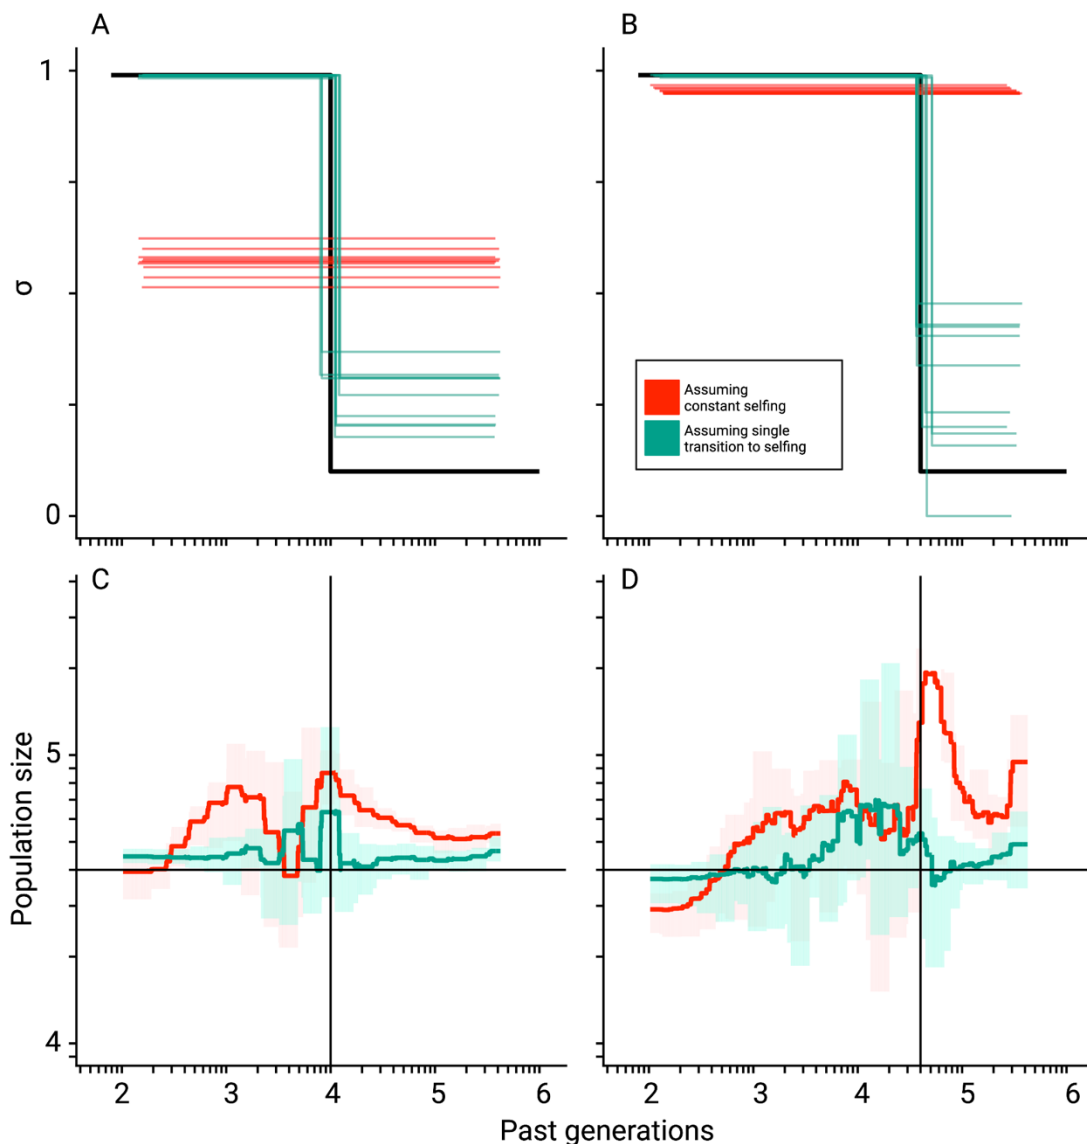 A
B
1
σ
0
Assuming
constant selfing
Assuming single
transition to selfing
C
D
5
Population size
4
2 3 4 5 6
2 3 4 5 6
Past generations